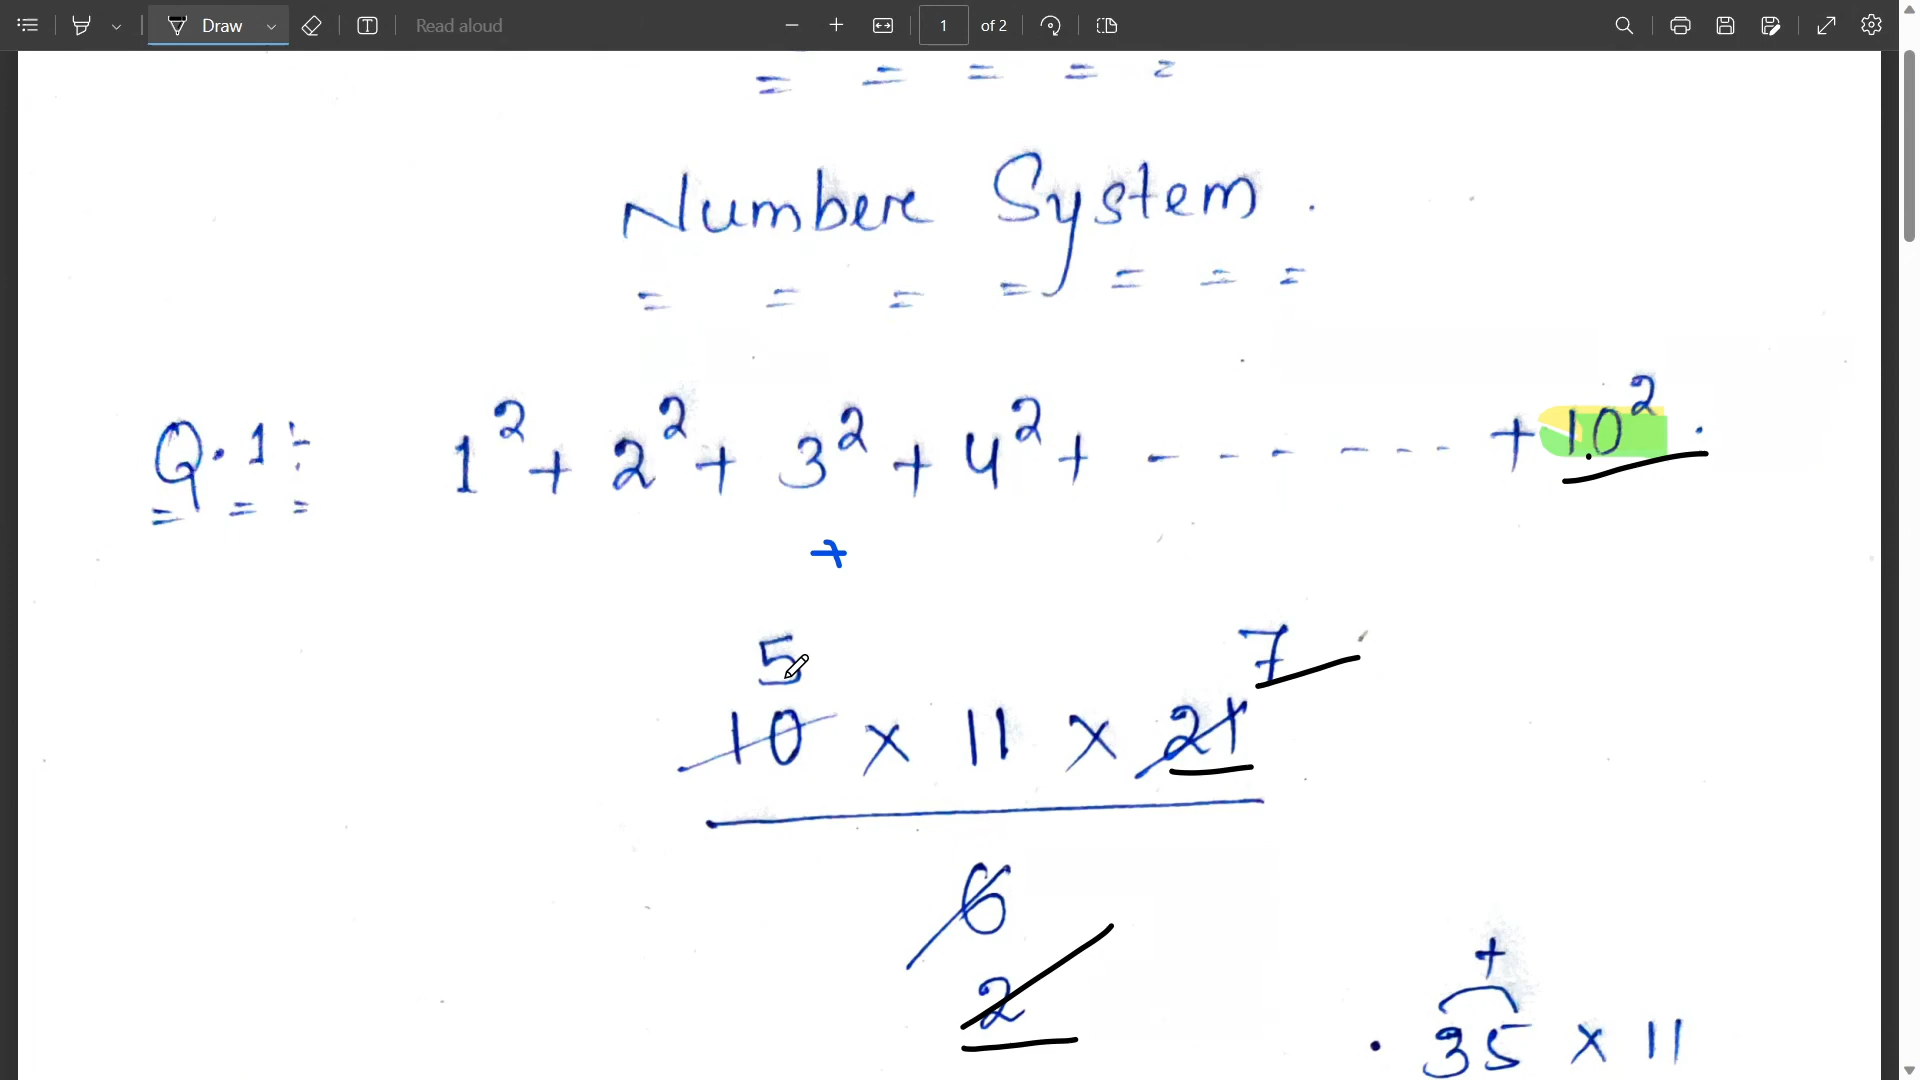 Draw
Read aloud
1 of 2
= = = = =
Numbere System .
= = = = = = =
Q.1÷ 1² + 2² + 3² + 4² + - - - - - - - + 10² .
= = =
+
5 7
10 × 11 × 21
6
2
+
. 35 × 11